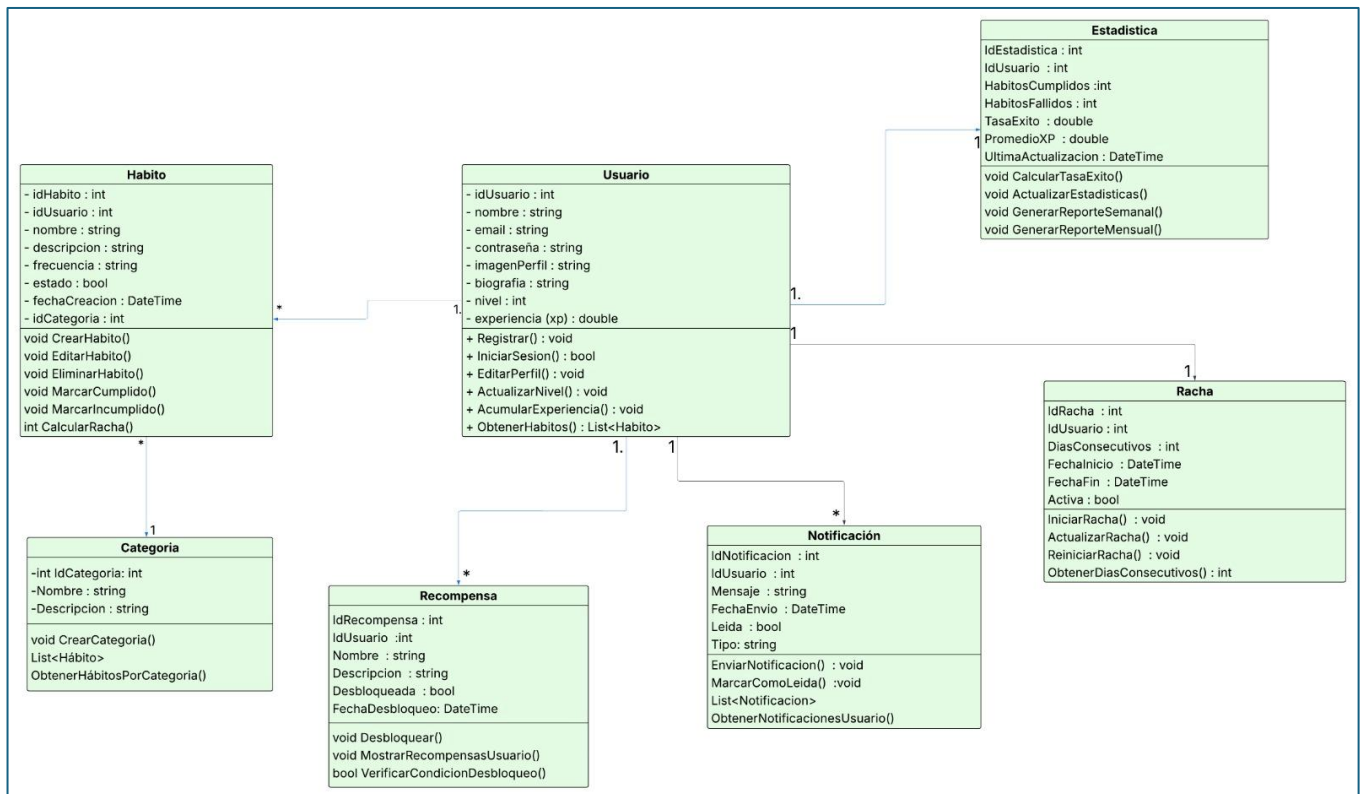 Estadistica
IdEstadistica : int
IdUsuario : int
HabitosCumplidos :int
HabitosFallidos : int
TasaExito : double
PromedioXP : double
UltimaActualizacion : DateTime
void CalcularTasaExito()
void ActualizarEstadisticas()
void GenerarReporteSemanal()
void GenerarReporteMensual()
1
Habito
- idHabito : int
- idUsuario : int
- nombre : string
- descripcion : string
- frecuencia : string
- estado : bool
- fechaCreacion : DateTime
- idCategoria : int
void CrearHabito()
void EditarHabito()
void EliminarHabito()
void MarcarCumplido()
void MarcarIncumplido()
int CalcularRacha()
*
1.
Usuario
- idUsuario : int
- nombre : string
- email : string
- contraseña : string
- imagenPerfil : string
- biografia : string
- nivel : int
- experiencia (xp) : double
+ Registrar() : void
+ IniciarSesion() : bool
+ EditarPerfil() : void
+ ActualizarNivel() : void
+ AcumularExperiencia() : void
+ ObtenerHabitos() : List<Habito>
1.
1
1
Racha
IdRacha : int
IdUsuario : int
DiasConsecutivos : int
FechaInicio : DateTime
FechaFin : DateTime
Activa : bool
IniciarRacha() : void
ActualizarRacha() : void
ReiniciarRacha() : void
ObtenerDiasConsecutivos() : int
*
1
1.
1
*
*
Categoria
-int IdCategoria: int
-Nombre : string
-Descripcion : string
void CrearCategoria()
List<Hábito>
ObtenerHábitosPorCategoria()
Recompensa
IdRecompensa : int
IdUsuario :int
Nombre : string
Descripcion : string
Desbloqueada : bool
FechaDesbloqueo: DateTime
void Desbloquear()
void MostrarRecompensasUsuario()
bool VerificarCondicionDesbloqueo()
Notificación
IdNotificacion : int
IdUsuario : int
Mensaje : string
FechaEnvio : DateTime
Leida : bool
Tipo: string
EnviarNotificacion() : void
MarcarComoLeida() :void
List<Notificacion>
ObtenerNotificacionesUsuario()